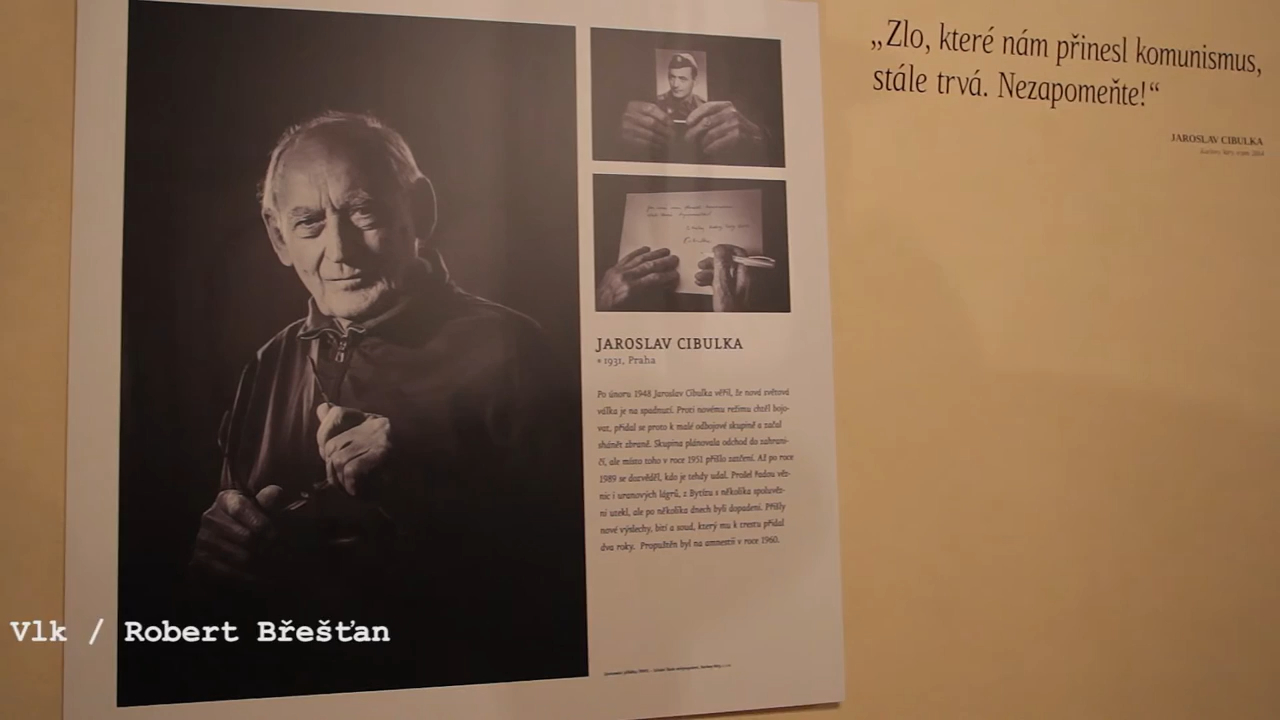 „Zlo, které nám přinesl komunismus,
stále trvá. Nezapomeňte!“
JAROSLAV CIBULKA
JAROSLAV CIBULKA
* 1931, Praha
Po únoru 1948 Jaroslav Cibulka věřil, že nová světová
válka je na spadnutí. Proti novému režimu chtěl bojo-
vat, přidal se proto k malé odbojové skupině a začal
shánět zbraně. Skupina plánovala odchod do zahrani-
čí, ale místo toho v roce 1951 přišlo zatčení. Až po roce
1989 se dozvěděl, kdo je tehdy udal. Prošel řadou věz-
nic i uranových lágrů, z Bytízu s několika spoluvěz-
ni utekl, ale po několika dnech byli dopadeni. Přišly
nové výslechy, bití a soud, který mu k trestu přidal
dva roky. Propuštěn byl na amnestii v roce 1960.
Vlk / Robert Břešťan